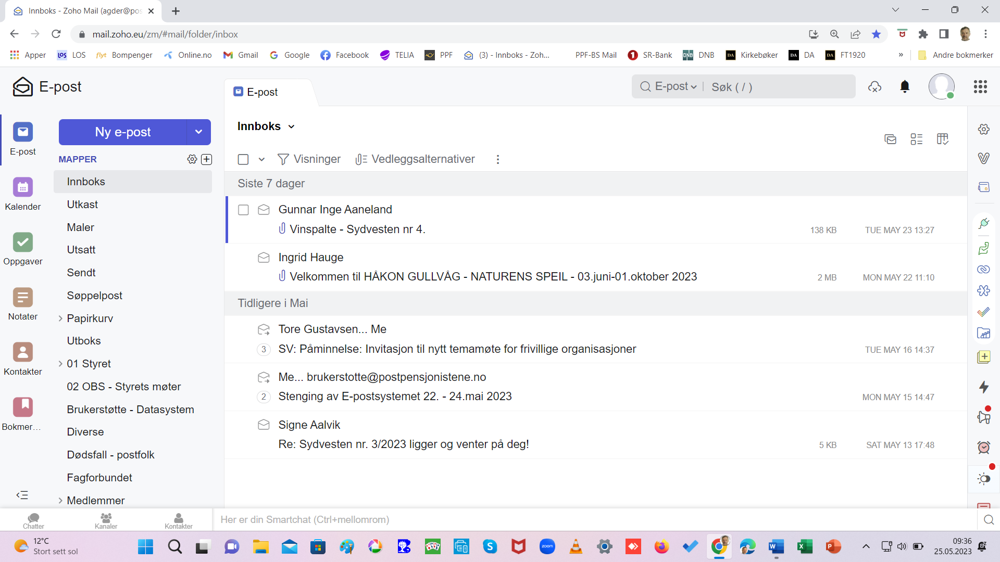 Innboks - Zoho Mail (agder@pos
mail.zoho.eu/zm/#mail/folder/inbox
Apper
LOS LOS
flyt Bompenger
Online.no
Gmail
Google
Facebook
TELIA
PPF
(3) - Innboks - Zoh...
PPF-BS Mail
1 SR-Bank
DNB DNB
DA Kirkebøker
DA DA
DA FT1920
»
Andre bokmerker
E-post
E-post
E-post
Søk ( / )
E-post
Kalender
Oppgaver
Notater
Kontakter
Bokmer...
Ny e-post
MAPPER
Innboks
Utkast
Maler
Utsatt
Sendt
Søppelpost
Papirkurv
Utboks
01 Styret
02 OBS - Styrets møter
Brukerstøtte - Datasystem
Diverse
Dødsfall - postfolk
Fagforbundet
Medlemmer
Innboks
Visninger
Vedleggsalternativer
Siste 7 dager
Gunnar Inge Aaneland
Vinspalte - Sydvesten nr 4.
138 KB
TUE MAY 23 13:27
Ingrid Hauge
Velkommen til HÅKON GULLVÅG - NATURENS SPEIL - 03.juni-01.oktober 2023
2 MB
MON MAY 22 11:10
Tidligere i Mai
Tore Gustavsen... Me
3
SV: Påminnelse: Invitasjon til nytt temamøte for frivillige organisasjoner
TUE MAY 16 14:37
Me... brukerstotte@postpensjonistene.no
2
Stenging av E-postsystemet 22. - 24.mai 2023
MON MAY 15 14:47
Signe Aalvik
Re: Sydvesten nr. 3/2023 ligger og venter på deg!
5 KB
SAT MAY 13 17:48
Chatter
Kanaler
Kontakter
Her er din Smartchat (Ctrl+mellomrom)
12°C
Stort sett sol
zoom
09:36
25.05.2023